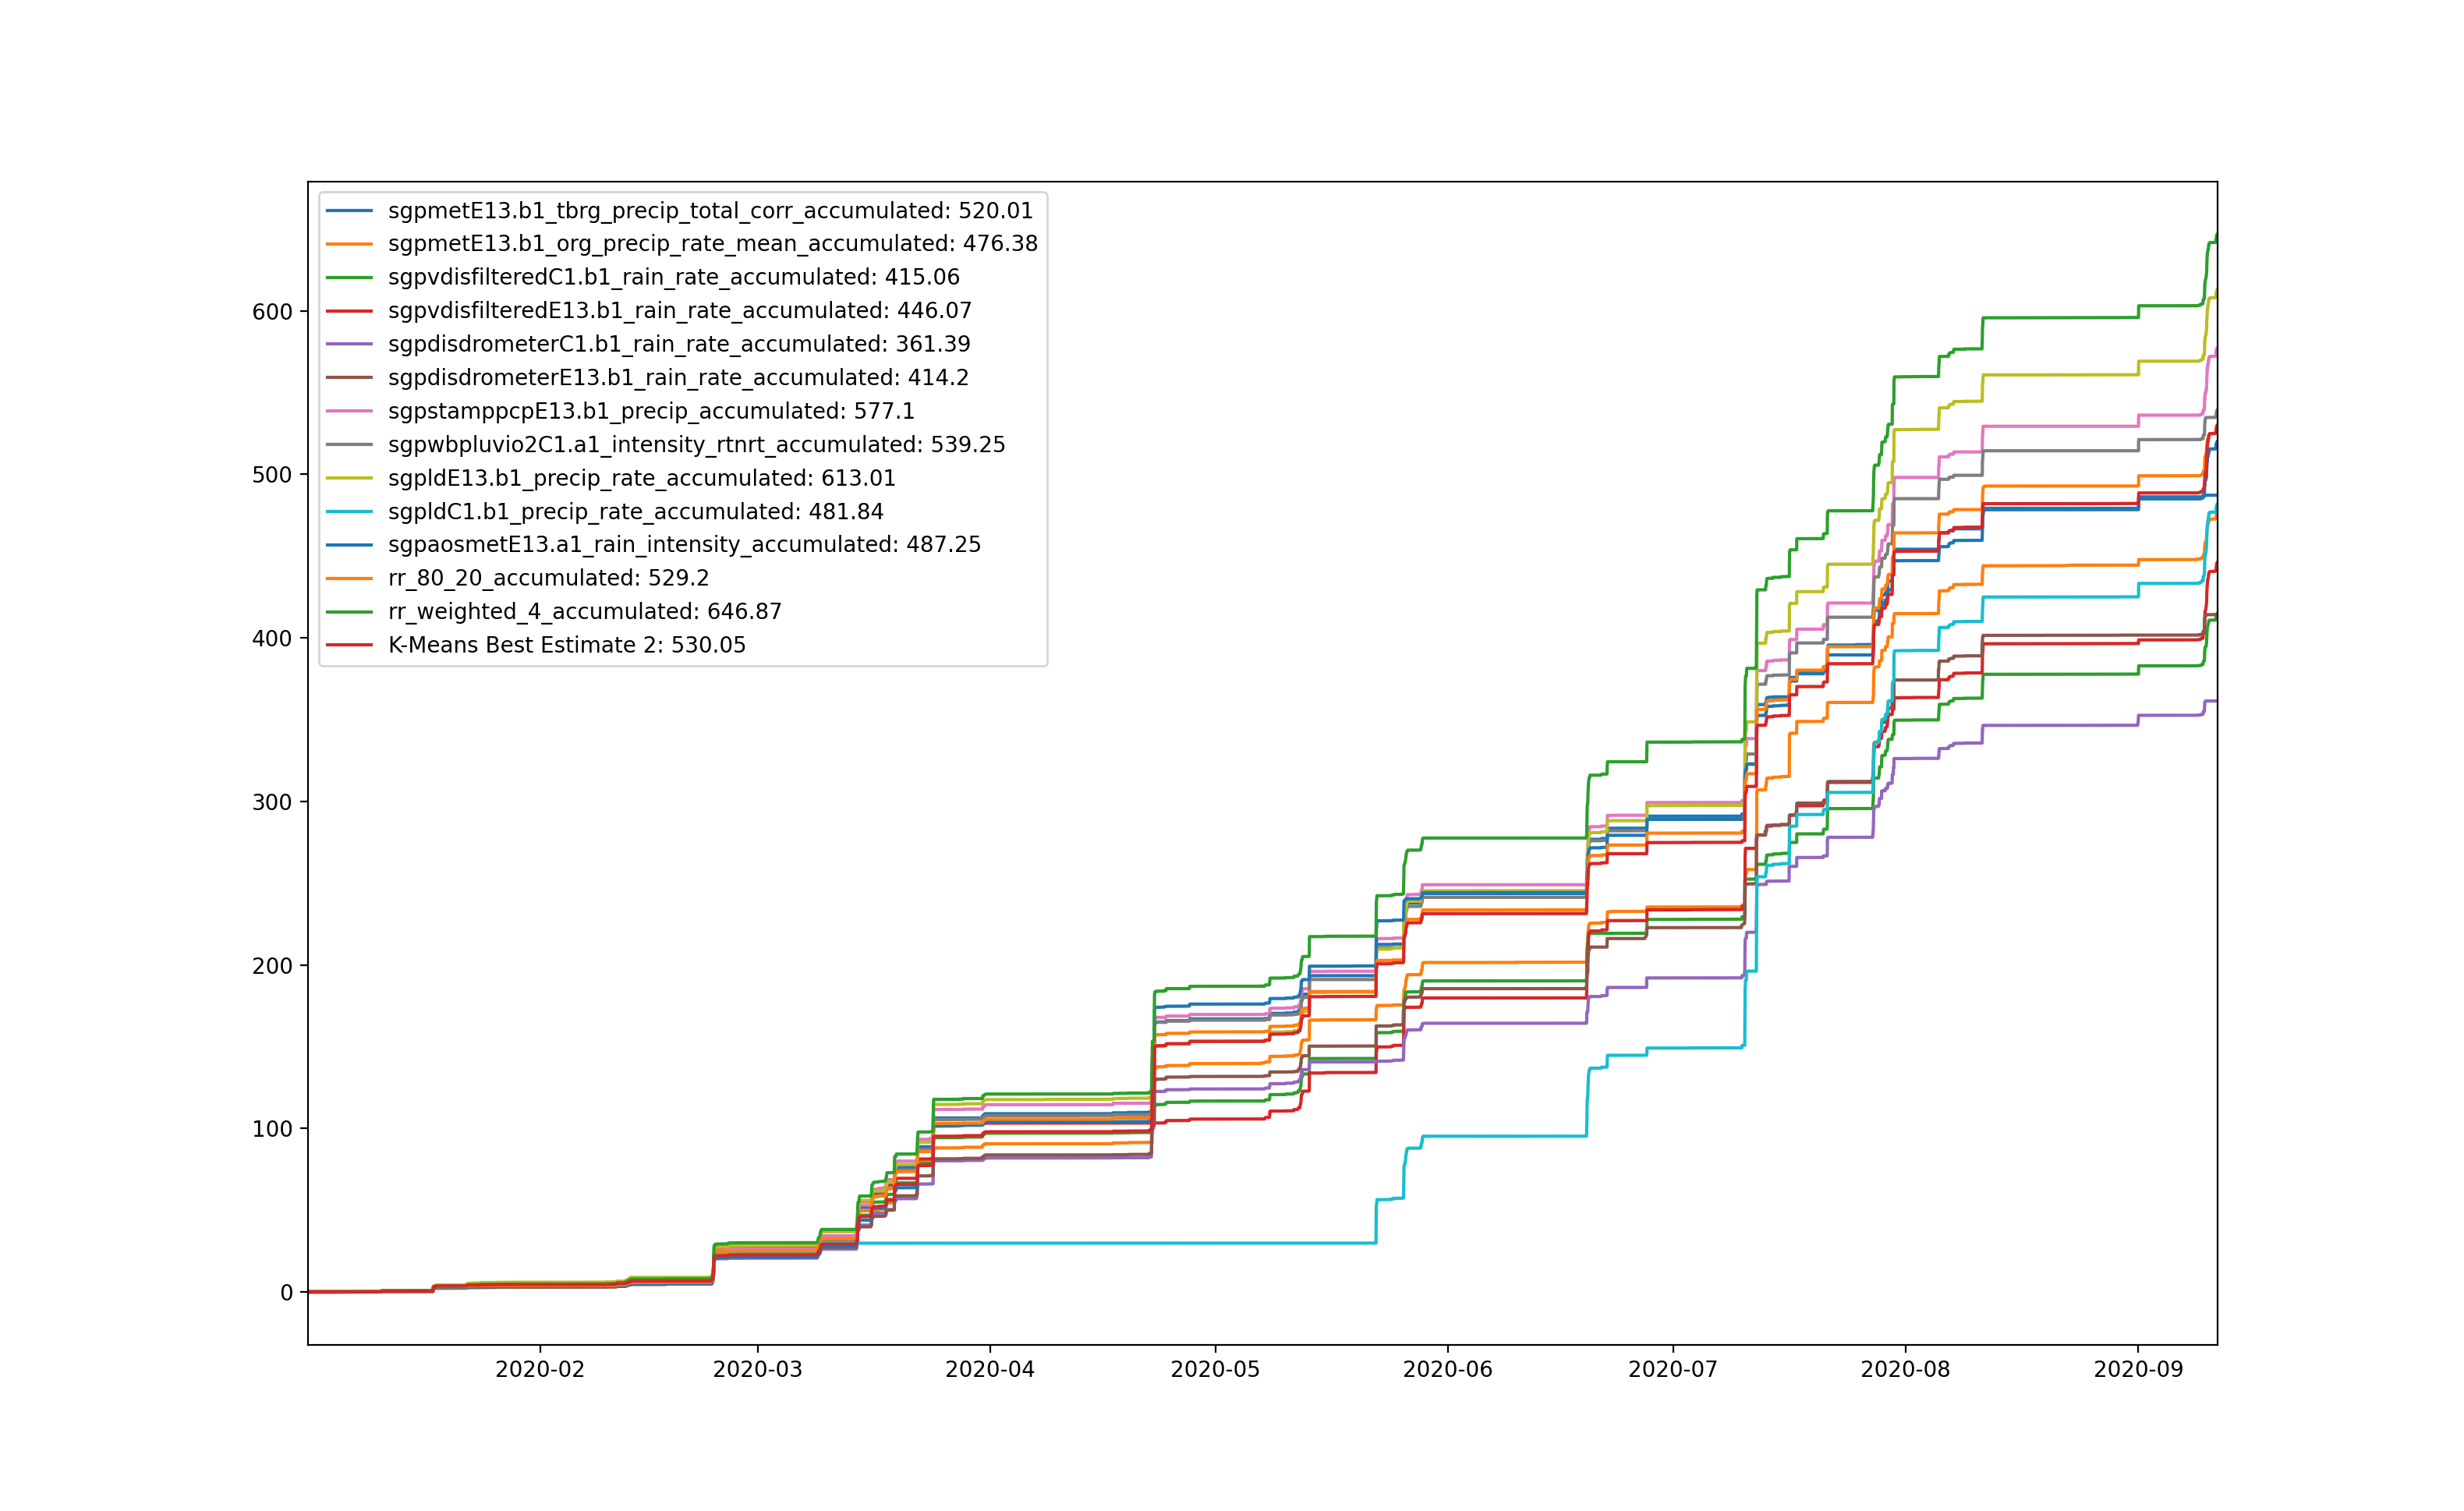 sgpmetE13.b1_tbrg_precip_total_corr_accumulated: 520.01
sgpmetE13.b1_org_precip_rate_mean_accumulated: 476.38
sgpvdisfilteredC1.b1_rain_rate_accumulated: 415.06
sgpvdisfilteredE13.b1_rain_rate_accumulated: 446.07
sgpdisdrometerC1.b1_rain_rate_accumulated: 361.39
sgpdisdrometerE13.b1_rain_rate_accumulated: 414.2
sgpstamppcpE13.b1_precip_accumulated: 577.1
sgpwbpluvio2C1.a1_intensity_rtnrt_accumulated: 539.25
sgpldE13.b1_precip_rate_accumulated: 613.01
sgpldC1.b1_precip_rate_accumulated: 481.84
sgpaosmetE13.a1_rain_intensity_accumulated: 487.25
rr_80_20_accumulated: 529.2
rr_weighted_4_accumulated: 646.87
K-Means Best Estimate 2: 530.05
600
500
400
300
200
100
0
2020-02 2020-03 2020-04 2020-05 2020-06 2020-07 2020-08 2020-09